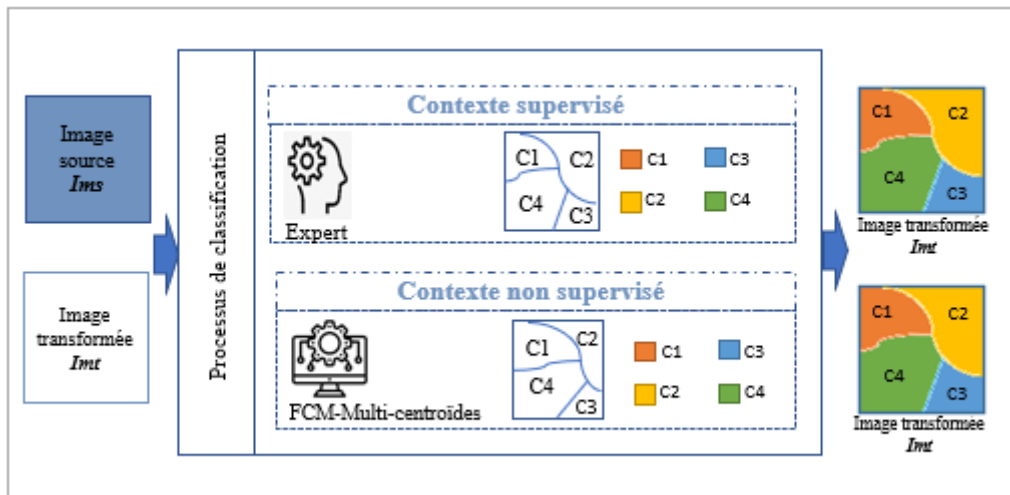 Image
source
Ims
Image
transformée
Imt
Processus de classification
Contexte supervisé
Expert
C1
C2
C4
C3
C1
C3
C2
C4
Contexte non supervisé
FCM-Multi-centroïdes
C1
C2
C4
C3
C1
C3
C2
C4
C1
C2
C4
C3
Image transformée
Imt
C1
C2
C4
C3
Image transformée
Imt